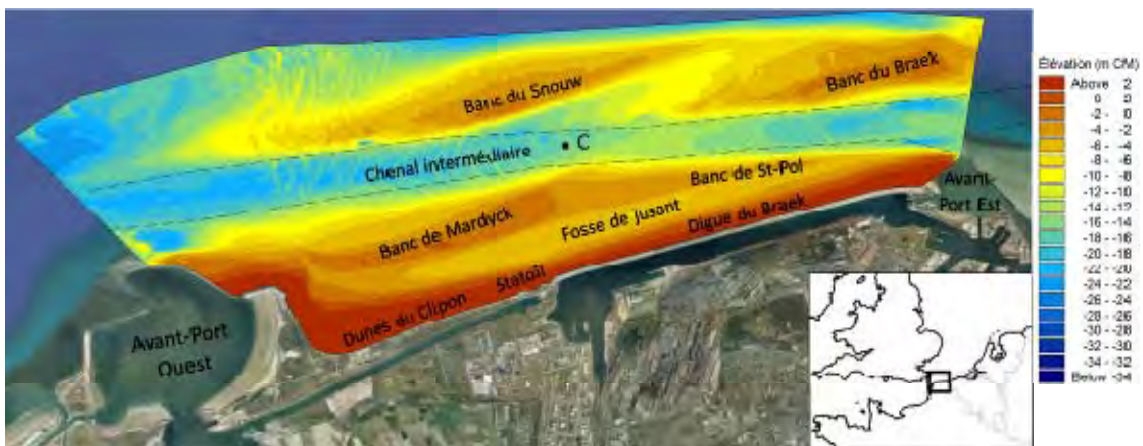 Banc du Snouw
Banc du Braek
Chenal intermédiaire
C
Banc de Mardyck
Banc de St-Pol
Fosse de Jusant
Digue du Braek
Dunes du Clipon
Statoïl
Avant-Port
Ouest
Avant-
Port Est
Élévation (m CM)
Above 2
0 - 2
-2 - 0
-4 - -2
-6 - -4
-8 - -6
-10 - -8
-12 - -10
-14 - -12
-16 - -14
-18 - -16
-20 - -18
-22 - -20
-24 - -22
-26 - -24
-28 - -26
-30 - -28
-32 - -30
-34 - -32
Below -34